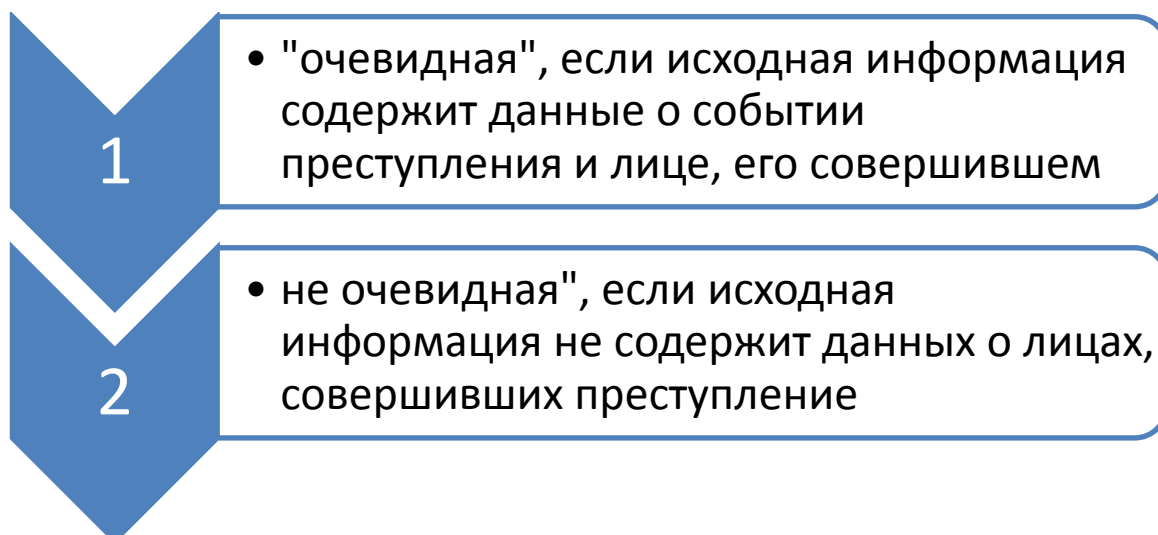 1
• "очевидная", если исходная информация
содержит данные о событии
преступления и лице, его совершившем
2
• не очевидная", если исходная
информация не содержит данных о лицах,
совершивших преступление